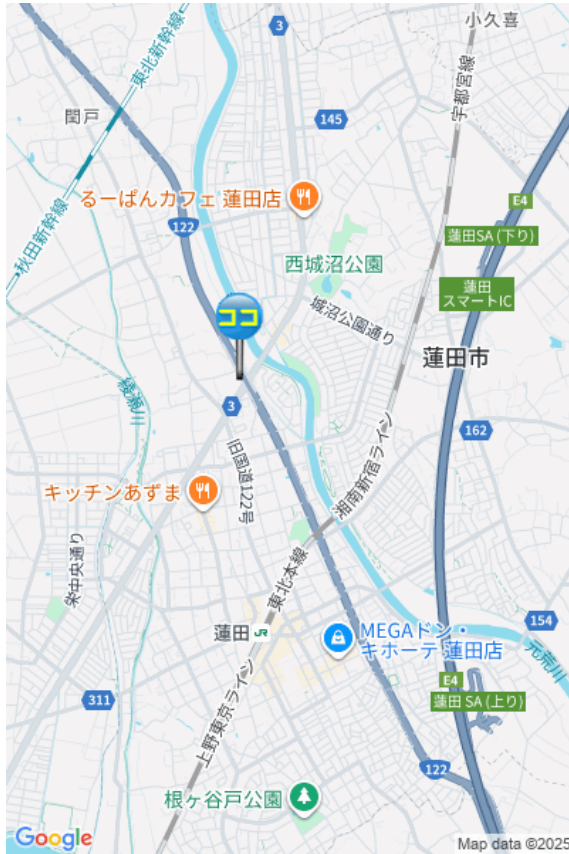 小久喜
3
東北新幹線
宇都宮線
閏戸
145
るーぱんカフェ 蓮田店
E4
122
蓮田SA (下り)
秋田新幹線
西城沼公園
蓮田
スマートIC
ココ
城沼公園通り
蓮田市
綾瀬川
3
162
旧国道122号
湘南新宿ライン
キッチンあずま
栄中央通り
東北本線
154
蓮田 JR
MEGAドン・
キホーテ 蓮田店
元荒川
E4
311
蓮田 SA (上り)
上野東京ライン
122
根ヶ谷戸公園
Google
Map data ©2025